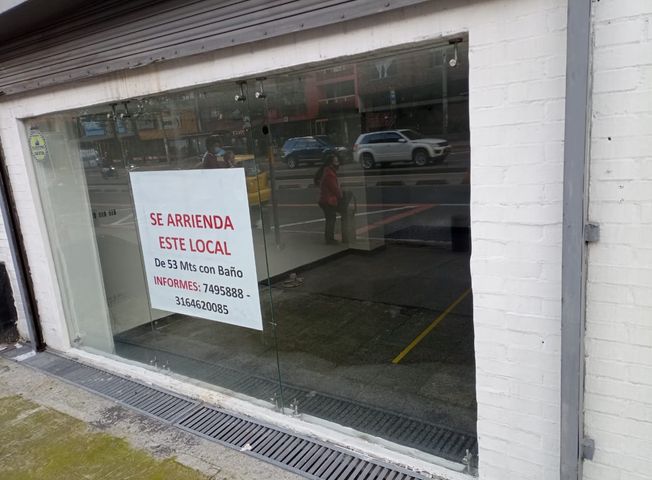 SE ARRIENDA
ESTE LOCAL
De 53 Mts con Baño
INFORMES: 7495888 -
3164620085